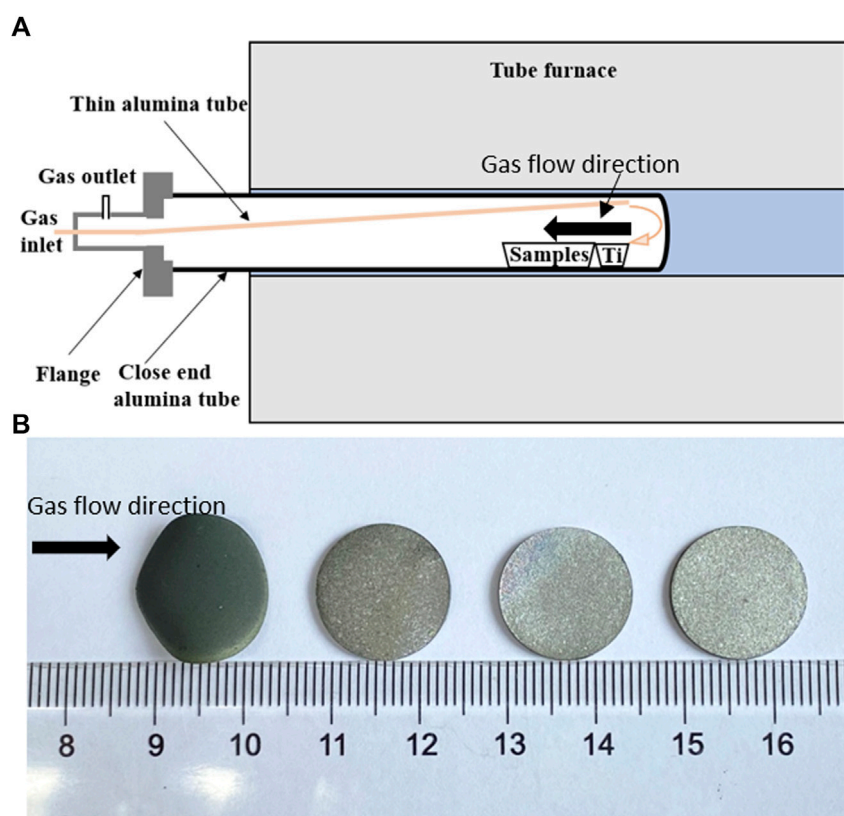 A
Tube furnace
Thin alumina tube
Gas flow direction
Gas outlet
Gas
inlet
Samples
Ti
Flange
Close end
alumina tube
B
Gas flow direction
8 9 10 11 12 13 14 15 16